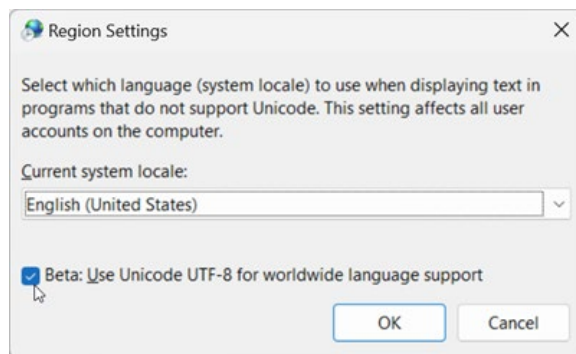 Region Settings
Select which language (system locale) to use when displaying text in
programs that do not support Unicode. This setting affects all user
accounts on the computer.
Current system locale:
English (United States)
Beta: Use Unicode UTF-8 for worldwide language support
OK Cancel